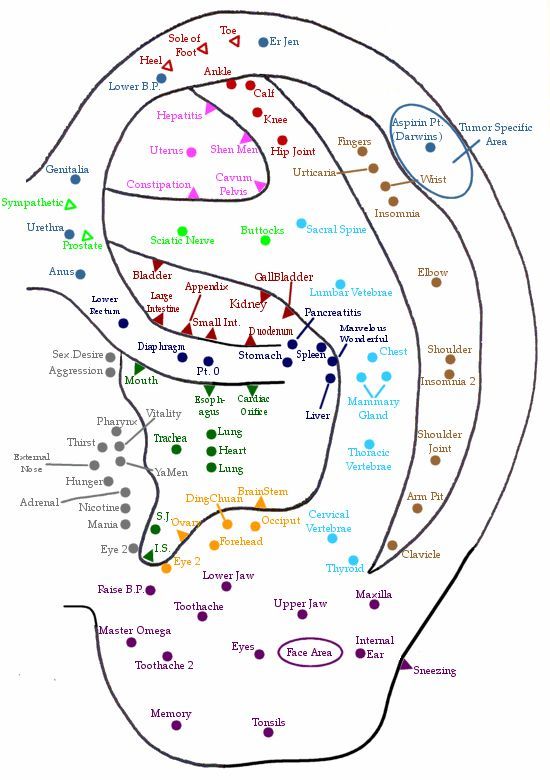 Toe
Sole of
Foot
Er Jen
Heel
Ankle
Lower B.P.
Calf
Hepatitis
Knee
Aspirin Pt.
(Darwins)
Tumor Specific
Area
Uterus
Shen Men
Hip Joint
Fingers
Genitalia
Constipation
Cavum
Pelvis
Urticaria
Wrist
Sympathetic
Insomnia
Urethra
Prostate
Sciatic Nerve
Buttocks
Sacral Spine
Anus
Bladder
Appendix
GallBladder
Elbow
Lower
Rectum
Large
Intestine
Kidney
Lumbar Vetebrae
Small Int.
Duodenum
Pancreatitis
Marvelous
Wonderful
Diaphragm
Sex.Desire
Aggression
Mouth
Pt. 0
Stomach
Spleen
Chest
Shoulder
Insomnia 2
Esoph-
agus
Cardiac
Orifice
Liver
Mammary
Gland
Pharynx
Vitality
Thirst
Trachea
Lung
Heart
Lung
Thoracic
Vertebrae
Shoulder
Joint
External
Nose
YaMen
Hunger
Adrenal
Nicotine
Mania
DingChuan
BrainStem
Arm Pit
S.J.
Ovary
Occiput
Cervical
Vertebrae
Eye 2
I.S.
Forehead
Clavicle
Eye 2
Thyroid
Raise B.P.
Lower Jaw
Maxilla
Toothache
Upper Jaw
Master Omega
Toothache 2
Eyes
Face Area
Internal
Ear
Sneezing
Memory
Tonsils